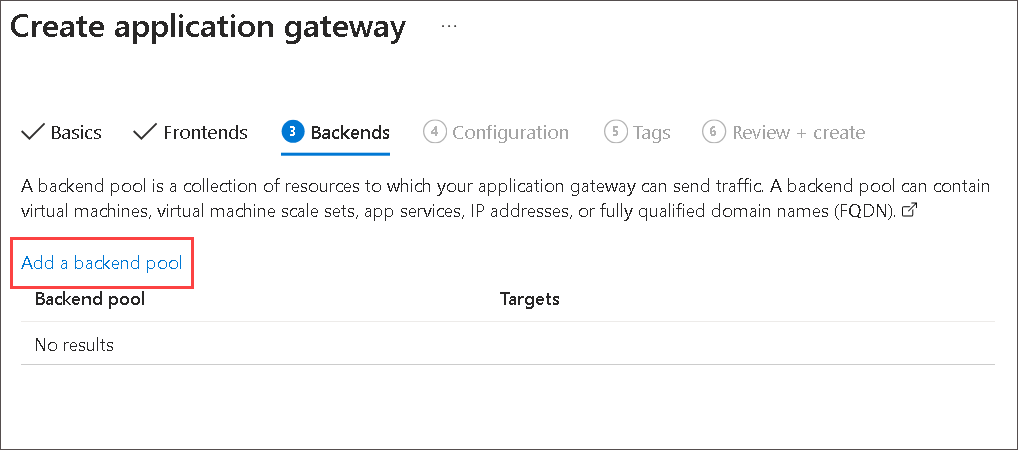 Create application gateway ...
Basics Frontends 3 Backends 4 Configuration 5 Tags 6 Review + create
A backend pool is a collection of resources to which your application gateway can send traffic. A backend pool can contain
virtual machines, virtual machine scale sets, app services, IP addresses, or fully qualified domain names (FQDN).
Add a backend pool
Backend pool Targets
No results